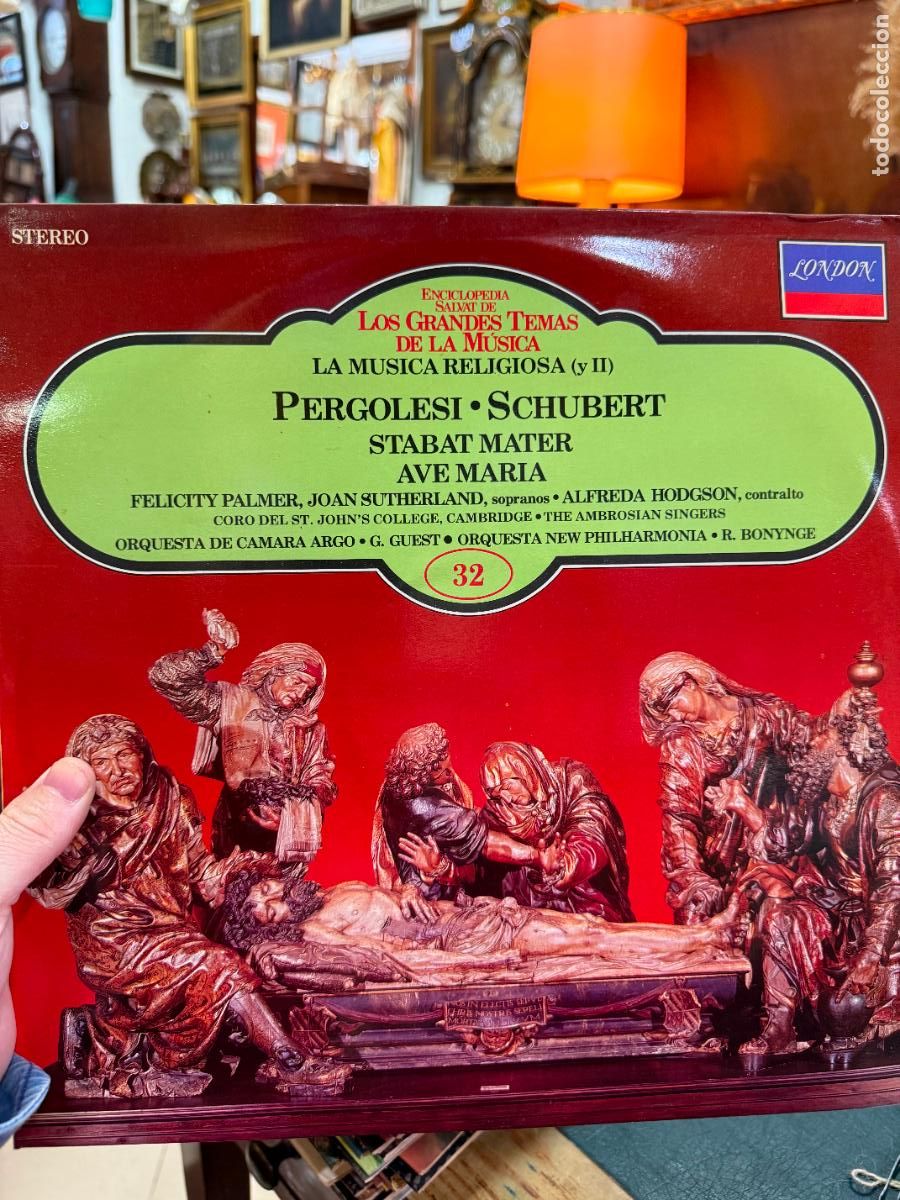 todocoleccion
STEREO
LONDON
ENCICLOPEDIA
SALVAT DE
LOS GRANDES TEMAS
DE LA MÚSICA
LA MUSICA RELIGIOSA (y II)
PERGOLESI • SCHUBERT
STABAT MATER
AVE MARIA
FELICITY PALMER, JOAN SUTHERLAND, sopranos • ALFREDA HODGSON, contralto
CORO DEL ST. JOHN'S COLLEGE, CAMBRIDGE • THE AMBROSIAN SINGERS
ORQUESTA DE CAMARA ARGO • G. GUEST • ORQUESTA NEW PHILHARMONIA • R. BONYNGE
32